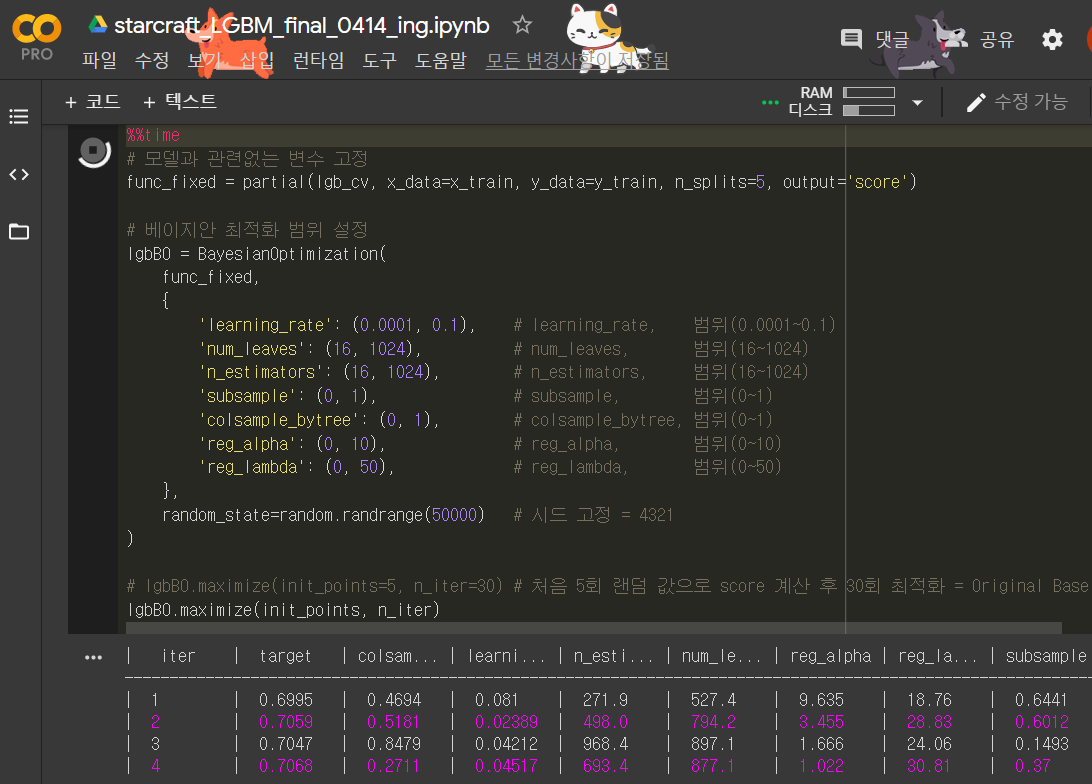 CO PRO
starcraft_LGBM_final_0414_ing.ipynb
파일 수정 보기 삽입 런타임 도구 도움말 모든 변경사항이 저장됨
댓글 공유
+ 코드 + 텍스트
RAM
디스크
수정 가능
%%time
# 모델과 관련없는 변수 고정
func_fixed = partial(lgb_cv, x_data=x_train, y_data=y_train, n_splits=5, output='score')
# 베이지안 최적화 범위 설정
lgbBO = BayesianOptimization(
func_fixed,
{
'learning_rate': (0.0001, 0.1), # learning_rate, 범위(0.0001~0.1)
'num_leaves': (16, 1024), # num_leaves, 범위(16~1024)
'n_estimators': (16, 1024), # n_estimators, 범위(16~1024)
'subsample': (0, 1), # subsample, 범위(0~1)
'colsample_bytree': (0, 1), # colsample_bytree, 범위(0~1)
'reg_alpha': (0, 10), # reg_alpha, 범위(0~10)
'reg_lambda': (0, 50), # reg_lambda, 범위(0~50)
},
random_state=random.randrange(50000) # 시드 고정 = 4321
)
# lgbBO.maximize(init_points=5, n_iter=30) # 처음 5회 랜덤 값으로 score 계산 후 30회 최적화 = Original Base
lgbBO.maximize(init_points, n_iter)
| iter | target | colsam... | learni... | n_esti... | num_le... | reg_alpha | reg_la... | subsample
-------------------------------------------------------------------------------------------------------------
| 1 | 0.6995 | 0.4694 | 0.081 | 271.9 | 527.4 | 9.635 | 18.76 | 0.6441
| 2 | 0.7059 | 0.5181 | 0.02389 | 498.0 | 794.2 | 3.455 | 28.83 | 0.6012
| 3 | 0.7047 | 0.8479 | 0.04212 | 968.4 | 897.1 | 1.666 | 24.06 | 0.1493
| 4 | 0.7068 | 0.2711 | 0.04517 | 693.4 | 877.1 | 1.022 | 30.81 | 0.37